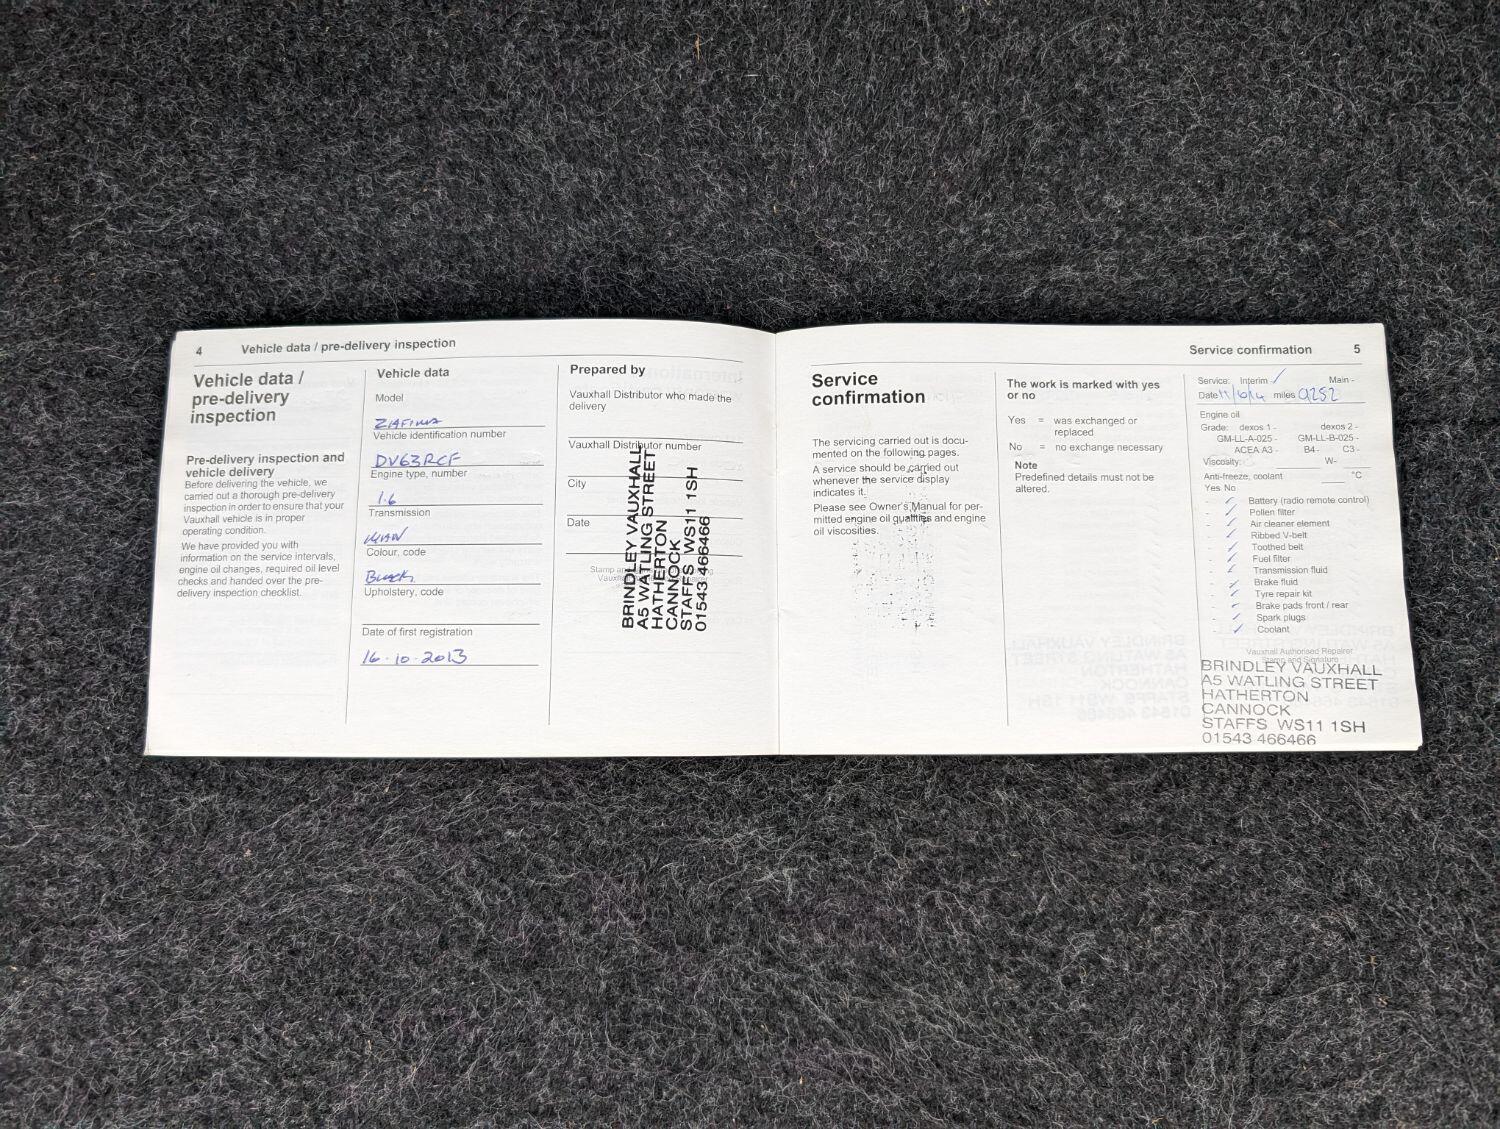 4 Vehicle data / pre-delivery inspection
Vehicle data /
pre-delivery
inspection
Pre-delivery inspection and
vehicle delivery
Before delivering the vehicle, we
carried out a thorough pre-delivery
inspection in order to ensure that your
Vauxhall vehicle is in proper
operating condition.
We have provided you with
information on the service intervals,
engine oil changes, required oil level
checks and handed over the pre-
delivery inspection checklist.
Vehicle data
Model
ZAFIRA
Vehicle identification number
DV63RCF
Engine type, number
1.6
Transmission
MAN
Colour, code
Black
Upholstery, code
Date of first registration
16-10-2013
Prepared by
Vauxhall Distributor who made the
delivery
Vauxhall Distributor number
City
Date
BRINDLEY VAUXHALL
A5 WATLING STREET
HATHERTON
CANNOCK
STAFFS WS11 1SH
01543 466466
Service confirmation 5
Service
confirmation
The servicing carried out is docu-
mented on the following pages.
A service should be carried out
whenever the service display
indicates it.
Please see Owner's Manual for per-
mitted engine oil qualities and engine
oil viscosities.
The work is marked with yes
or no
Yes = was exchanged or
replaced
No = no exchange necessary
Note
Predefined details must not be
altered.
Service: Interim ✓ Main -
Date 11/6/14 miles 9252
Engine oil
Grade: dexos 1 - dexos 2 -
GM-LL-A-025 - GM-LL-B-025 -
ACEA A3 - B4 - C3 -
Viscosity: W-
Anti-freeze, coolant °C
Yes No
- ✓ Battery (radio remote control)
- ✓ Pollen filter
- ✓ Air cleaner element
- ✓ Ribbed V-belt
- ✓ Toothed belt
- ✓ Fuel filter
- ✓ Transmission fluid
- ✓ Brake fluid
- ✓ Tyre repair kit
- ✓ Brake pads front / rear
- ✓ Spark plugs
- ✓ Coolant
Vauxhall Authorised Repairer
Stamp and Signature
BRINDLEY VAUXHALL
A5 WATLING STREET
HATHERTON
CANNOCK
STAFFS WS11 1SH
01543 466466